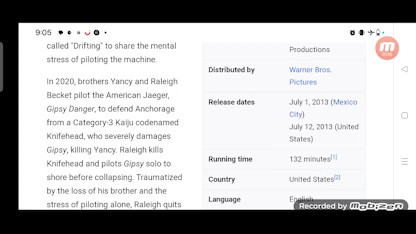 9:05
called "Drifting" to share the mental
stress of piloting the machine.
In 2020, brothers Yancy and Raleigh
Becket pilot the American Jaeger,
Gipsy Danger, to defend Anchorage
from a Category-3 Kaiju codenamed
Knifehead, who severely damages
Gipsy, killing Yancy. Raleigh kills
Knifehead and pilots Gipsy solo to
shore before collapsing. Traumatized
by the loss of his brother and the
stress of piloting alone, Raleigh quits
Productions
Distributed by
Warner Bros.
Pictures
Release dates
July 1, 2013 (Mexico
City)
July 12, 2013 (United
States)
Running time
132 minutes[1]
Country
United States[2]
Language
English
Recorded by Mobizen